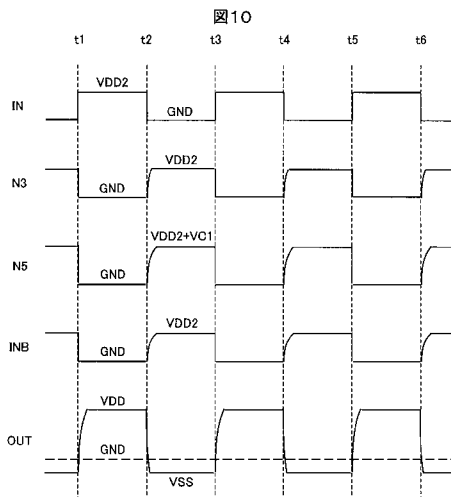 図10
t1 t2 t3 t4 t5 t6
VDD2
IN
GND
VDD2
N3
GND
VDD2+VC1
N5
GND
VDD2
INB
GND
VDD
OUT
GND
VSS